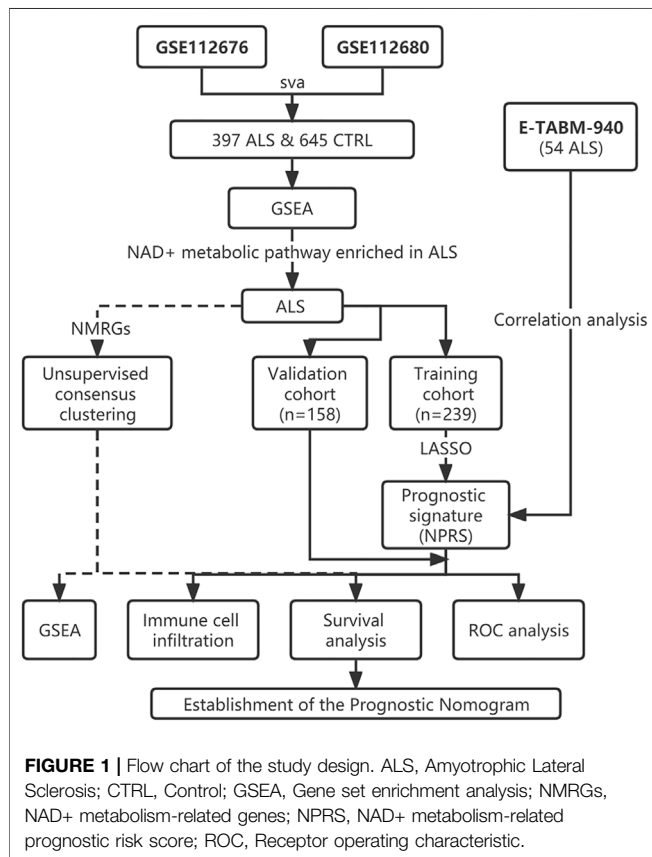 GSE112676
GSE112680
sva
397 ALS & 645 CTRL
E-TABM-940
(54 ALS)
GSEA
NAD+ metabolic pathway enriched in ALS
ALS
NMRGs
Correlation analysis
Unsupervised
consensus
clustering
Validation
cohort
(n=158)
Training
cohort
(n=239)
LASSO
Prognostic
signature
(NPRS)
GSEA
Immune cell
infiltration
Survival
analysis
ROC analysis
Establishment of the Prognostic Nomogram
FIGURE 1 | Flow chart of the study design. ALS, Amyotrophic Lateral
Sclerosis; CTRL, Control; GSEA, Gene set enrichment analysis; NMRGs,
NAD+ metabolism-related genes; NPRS, NAD+ metabolism-related
prognostic risk score; ROC, Receptor operating characteristic.